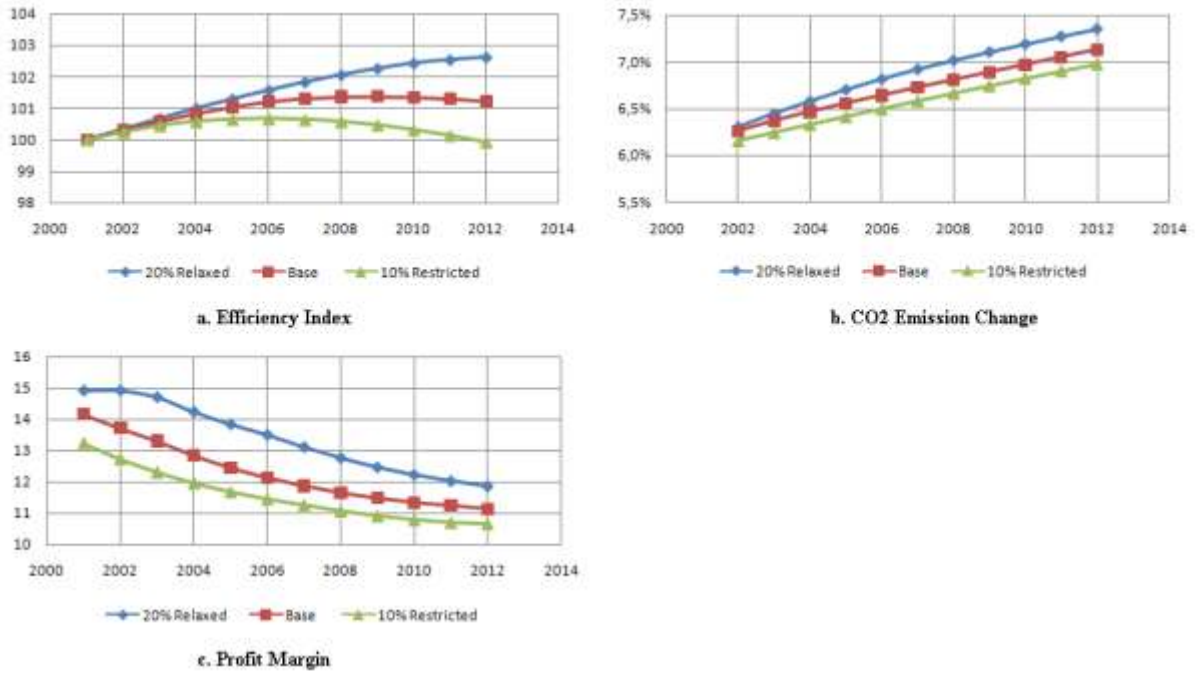 104
103
102
101
100
99
98
2000 2002 2004 2006 2008 2010 2012 2014
20% Relaxed Base 10% Restricted
a. Efficiency Index
7,5%
7,0%
6,5%
6,0%
5,5%
2000 2002 2004 2006 2008 2010 2012 2014
20% Relaxed Base 10% Restricted
b. CO2 Emission Change
16
15
14
13
12
11
10
2000 2002 2004 2006 2008 2010 2012 2014
20% Relaxed Base 10% Restricted
c. Profit Margin